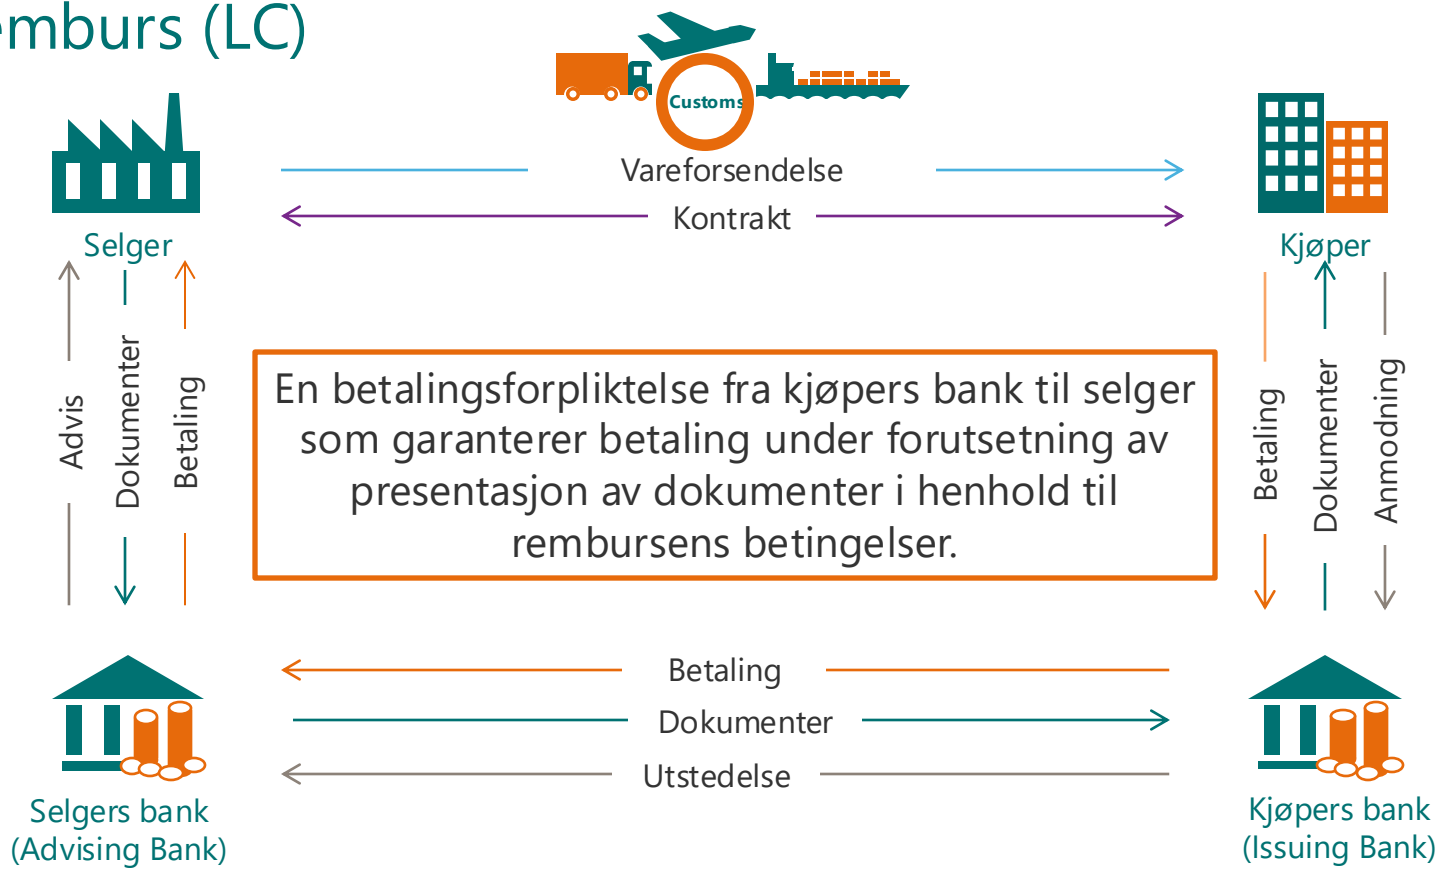 emburs (LC)
Customs
Vareforsendelse
Kontrakt
Selger
Kjøper
Advis
Dokumenter
Betaling
En betalingsforpliktelse fra kjøpers bank til selger
som garanterer betaling under forutsetning av
presentasjon av dokumenter i henhold til
rembursens betingelser.
Betaling
Dokumenter
Anmodning
Betaling
Dokumenter
Utstedelse
Selgers bank
(Advising Bank)
Kjøpers bank
(Issuing Bank)